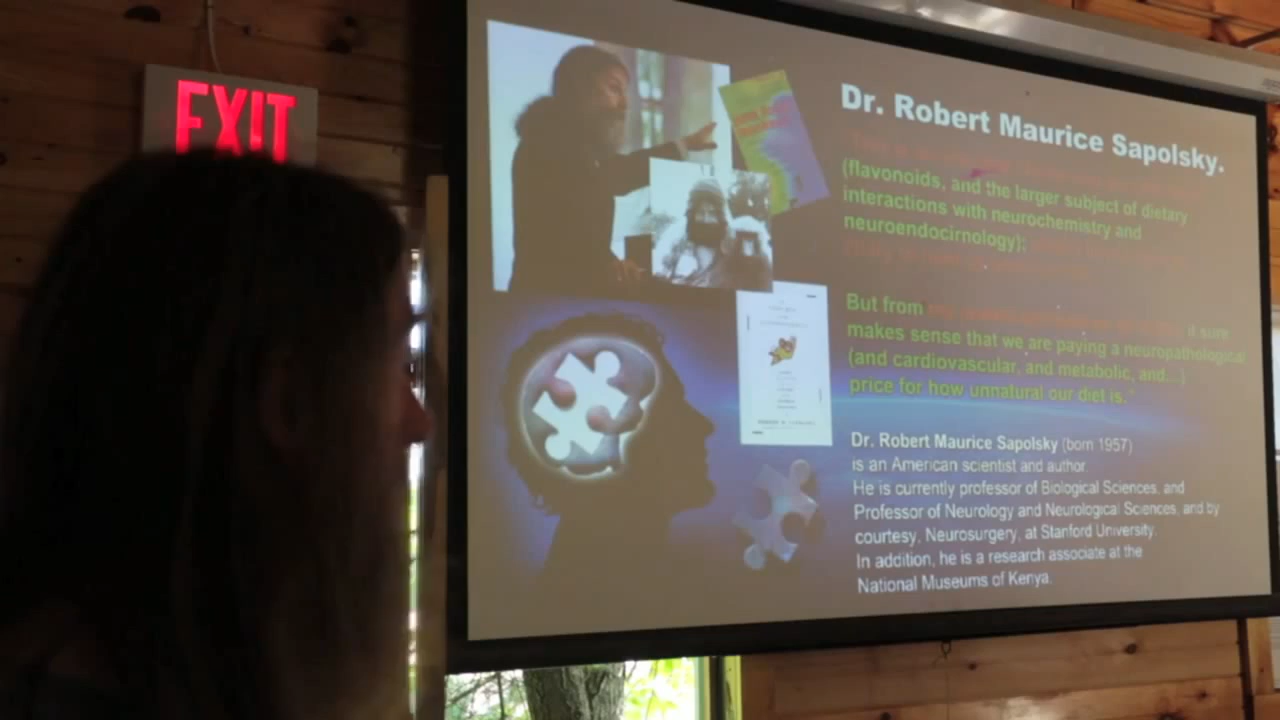 EXIT
Dr. Robert Maurice Sapolsky.
(flavonoids, and the larger subject of dietary
interactions with neurochemistry and
neuroendocirnology);
But from it sure
makes sense that we are paying a neuropathological
(and cardiovascular, and metabolic, and...)
price for how unnatural our diet is."
Dr. Robert Maurice Sapolsky (born 1957)
is an American scientist and author.
He is currently professor of Biological Sciences, and
Professor of Neurology and Neurological Sciences, and by
courtesy, Neurosurgery, at Stanford University.
In addition, he is a research associate at the
National Museums of Kenya.